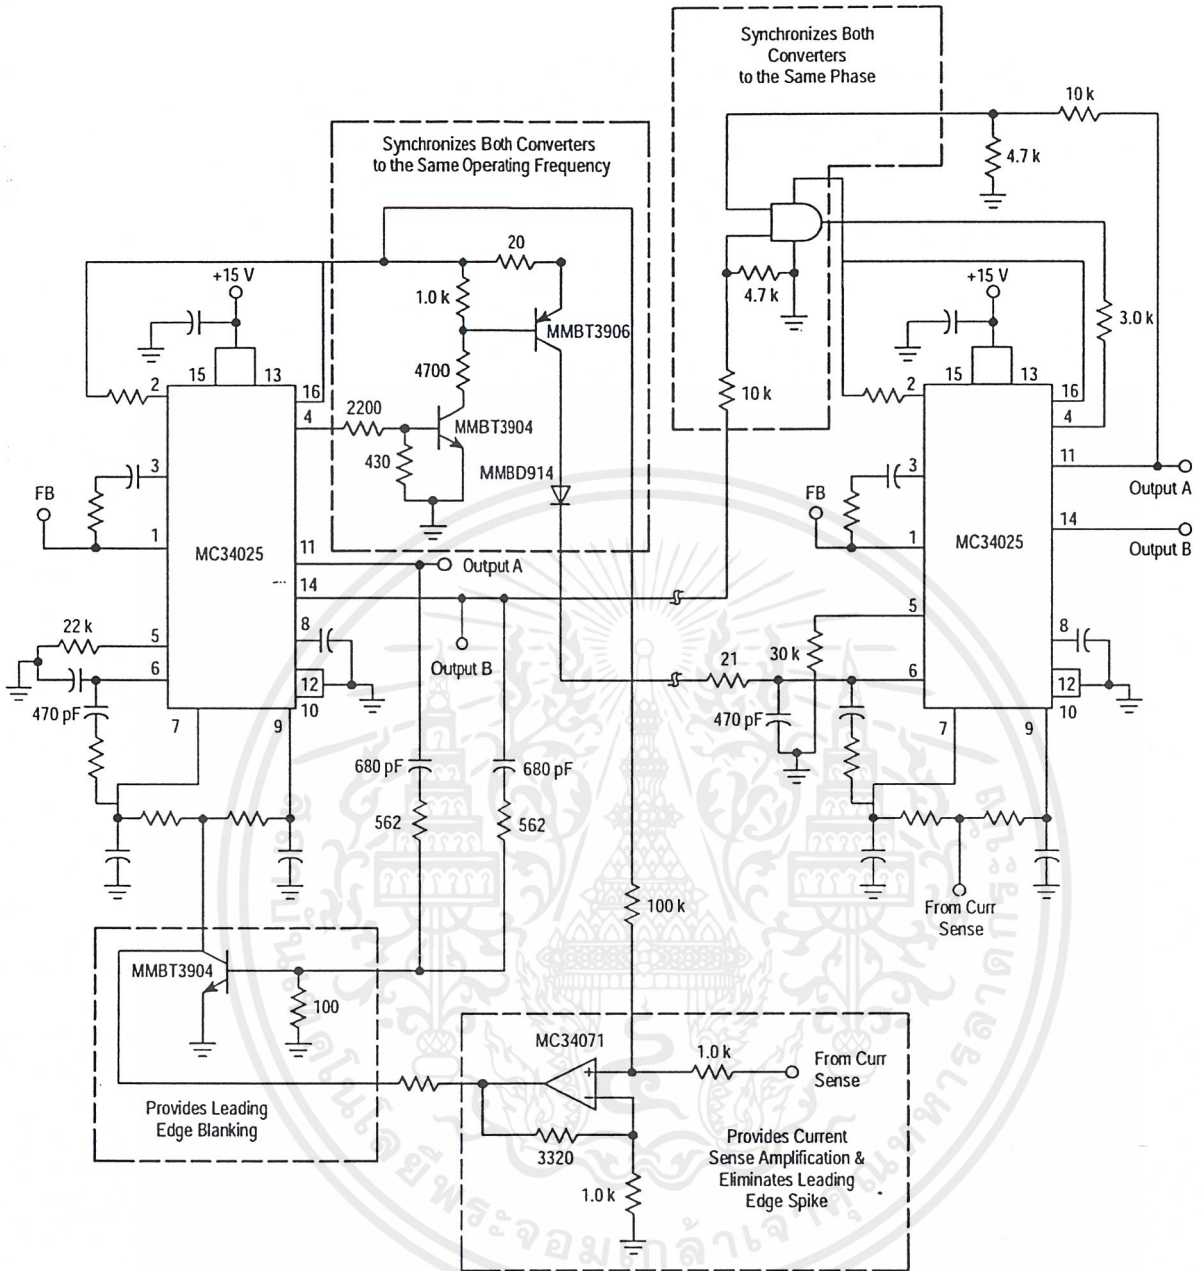 Synchronizes Both
Converters
to the Same Phase
10 k
4.7 k
Synchronizes Both Converters
to the Same Operating Frequency
20
+15 V
1.0 k
MMBT3906
4700
15
13
2
16
4
2200
MMBT3904
430
MMBD914
3
FB
1
MC34025
11
Output A
14
Output B
22 k
5
6
470 pF
8
12
10
7
9
4.7 k
10 k
3.0 k
+15 V
15
13
2
16
4
3
11
Output A
FB
1
MC34025
14
Output B
5
30 k
21
6
470 pF
8
12
10
7
9
From Curr
Sense
680 pF
680 pF
562
562
100 k
MMBT3904
100
Provides Leading
Edge Blanking
MC34071
+
−
1.0 k
From Curr
Sense
3320
1.0 k
Provides Current
Sense Amplification &
Eliminates Leading
Edge Spike